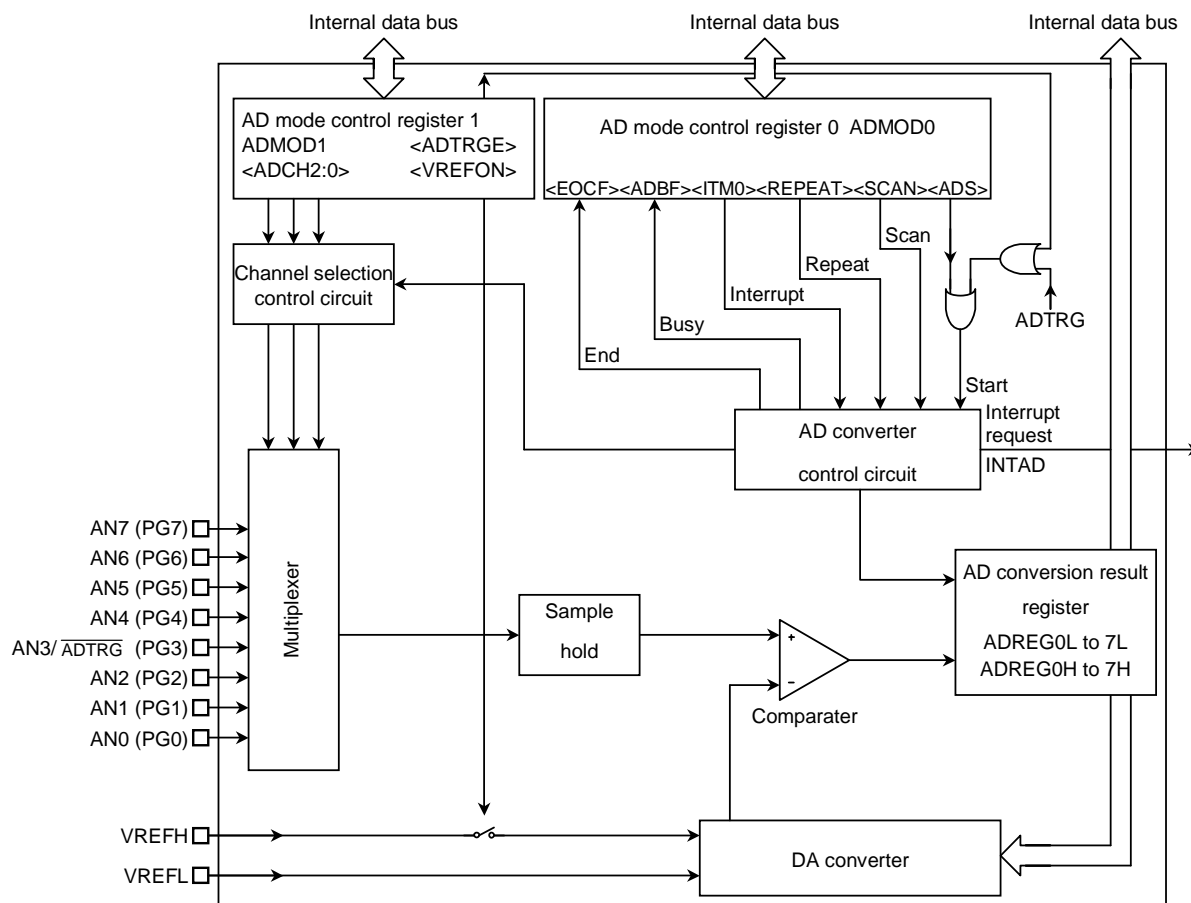 Internal data bus
Internal data bus
Internal data bus
AD mode control register 1
ADMOD1 <ADTRGE>
<ADCH2:0> <VREFON>
AD mode control register 0 ADMOD0
<EOCF><ADBF><ITM0><REPEAT><SCAN><ADS>
Channel selection
control circuit
Scan
Repeat
Interrupt
Busy
End
ADTRG
Start
AD converter
control circuit
Interrupt
request
INTAD
AN7 (PG7)
AN6 (PG6)
AN5 (PG5)
AN4 (PG4)
AN3/ ADTRG (PG3)
AN2 (PG2)
AN1 (PG1)
AN0 (PG0)
Multiplexer
Sample
hold
+
−
Comparater
AD conversion result
register
ADREG0L to 7L
ADREG0H to 7H
VREFH
VREFL
DA converter